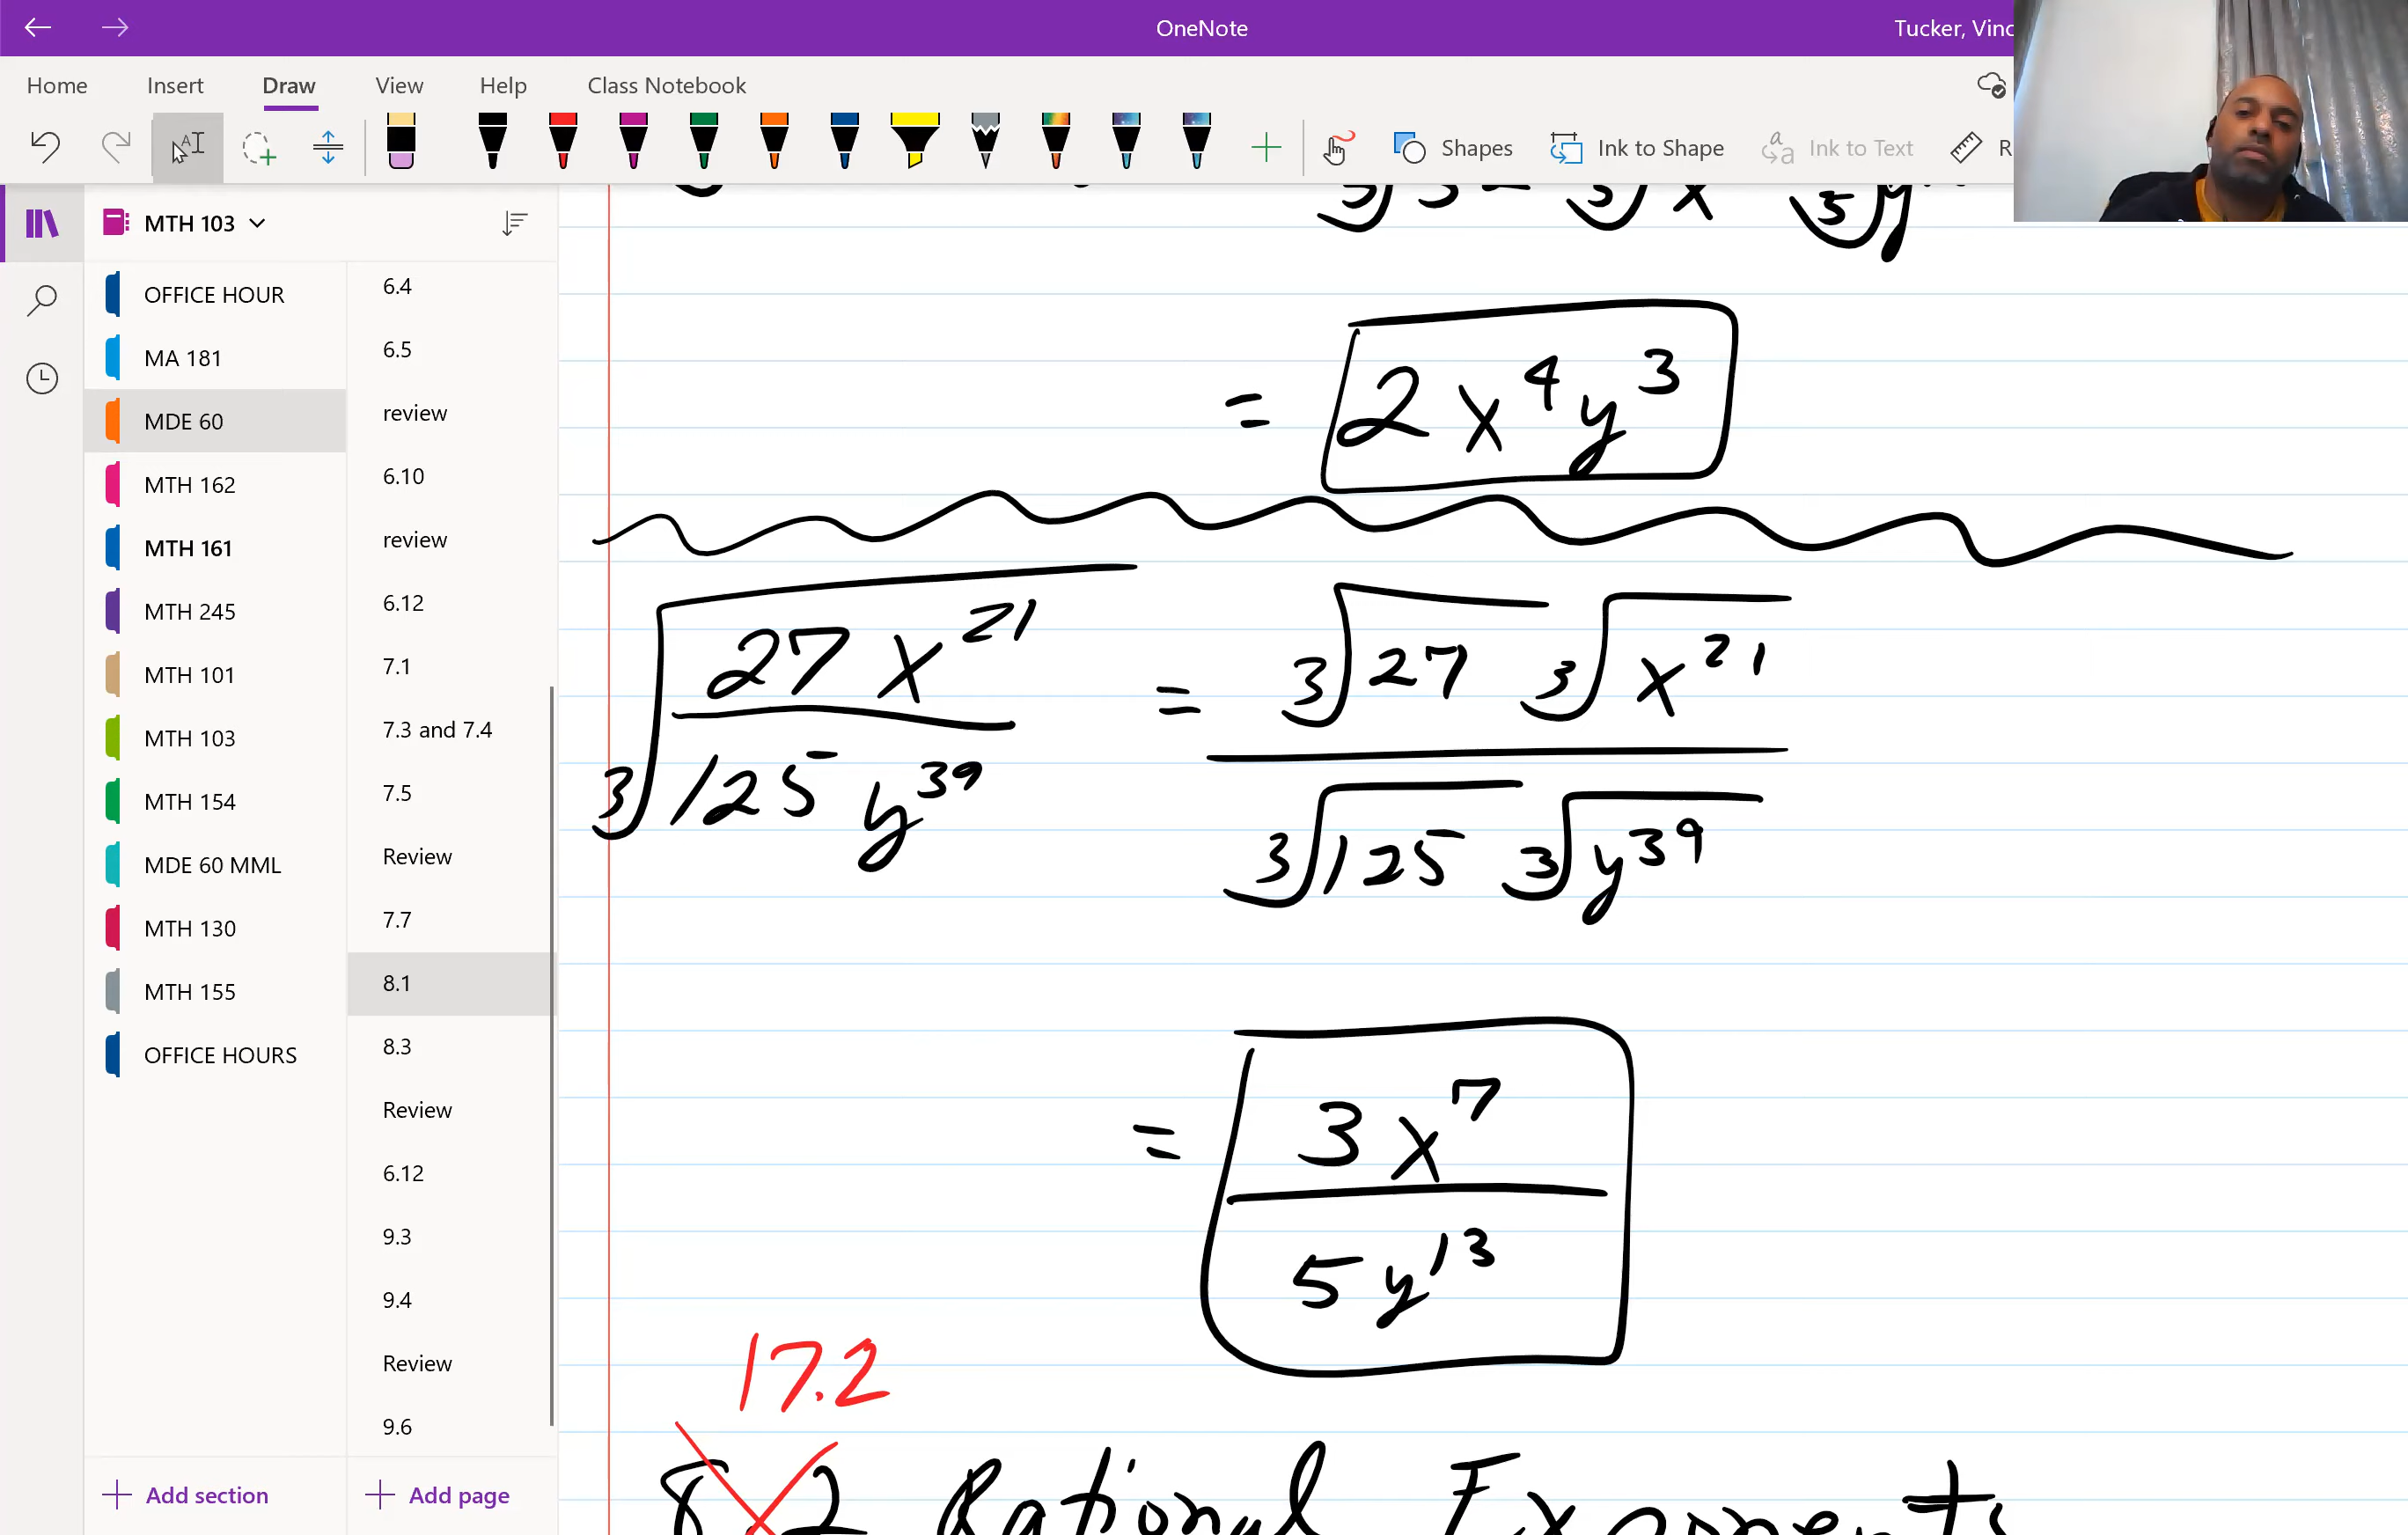 OneNote
Tucker, Vinc
Home Insert Draw View Help Class Notebook
Shapes Ink to Shape Ink to Text R
MTH 103
OFFICE HOUR
MA 181
MDE 60
MTH 162
MTH 161
MTH 245
MTH 101
MTH 103
MTH 154
MDE 60 MML
MTH 130
MTH 155
OFFICE HOURS
Add section
6.4
6.5
review
6.10
review
6.12
7.1
7.3 and 7.4
7.5
Review
7.7
8.1
8.3
Review
6.12
9.3
9.4
Review
9.6
Add page
= 2x⁴y³
∛(27x²¹ / 125y³⁹) = (∛27 ∛x²¹) / (∛125 ∛y³⁹)
= 3x⁷ / 5y¹³
17.2
8.2 Rational Exponents